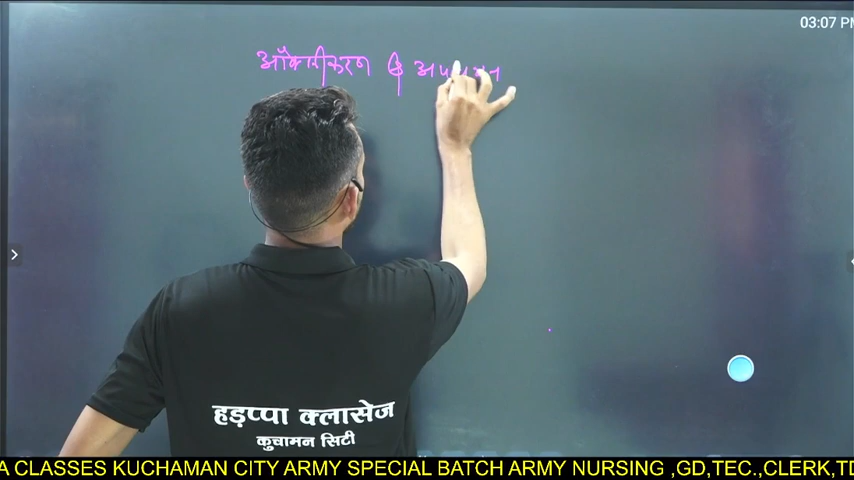 03:07 PM
ऑक्सीकरण & अपचयन
हड़प्पा क्लासेज
कुचामन सिटी
A CLASSES KUCHAMAN CITY ARMY SPECIAL BATCH ARMY NURSING ,GD,TEC.,CLERK,TD